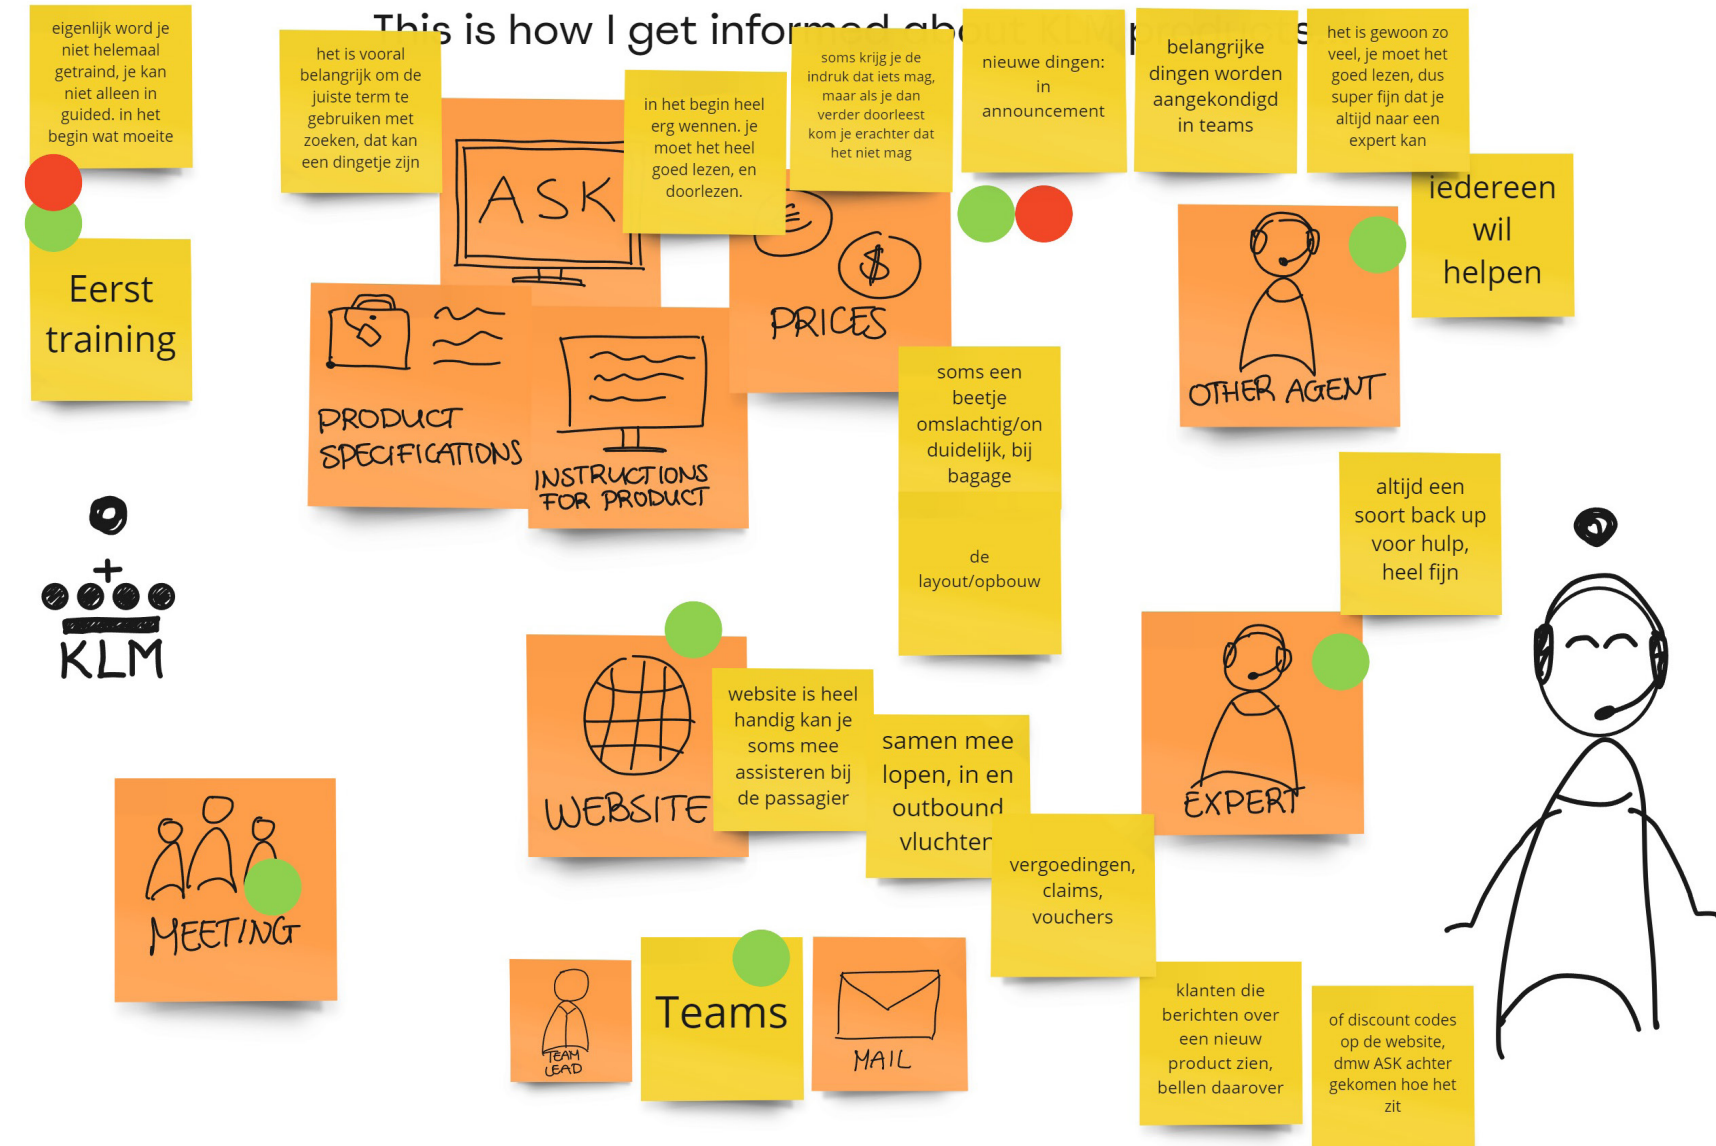 This is how I get informed about KLM products
eigenlijk word je
niet helemaal
getraind, je kan
niet alleen in
guided. in het
begin wat moeite
het is vooral
belangrijk om de
juiste term te
gebruiken met
zoeken, dat kan
een dingetje zijn
in het begin heel
erg wennen. je
moet het heel
goed lezen, en
doorlezen.
soms krijg je de
indruk dat iets mag,
maar als je dan
verder doorleest
kom je erachter dat
het niet mag
nieuwe dingen:
in
announcement
belangrijke
dingen worden
aangekondigd
in teams
het is gewoon zo
veel, je moet het
goed lezen, dus
super fijn dat je
altijd naar een
expert kan
iedereen
wil
helpen
Eerst
training
ASK
PRICES
€
$
PRODUCT
SPECIFICATIONS
INSTRUCTIONS
FOR PRODUCT
OTHER AGENT
soms een
beetje
omslachtig/on
duidelijk, bij
bagage
de
layout/opbouw
altijd een
soort back up
voor hulp,
heel fijn
KLM
WEBSITE
website is heel
handig kan je
soms mee
assisteren bij
de passagier
samen mee
lopen, in en
outbound
vluchten
vergoedingen,
claims,
vouchers
EXPERT
MEETING
TEAM
LEAD
Teams
MAIL
klanten die
berichten over
een nieuw
product zien,
bellen daarover
of discount codes
op de website,
dmw ASK achter
gekomen hoe het
zit